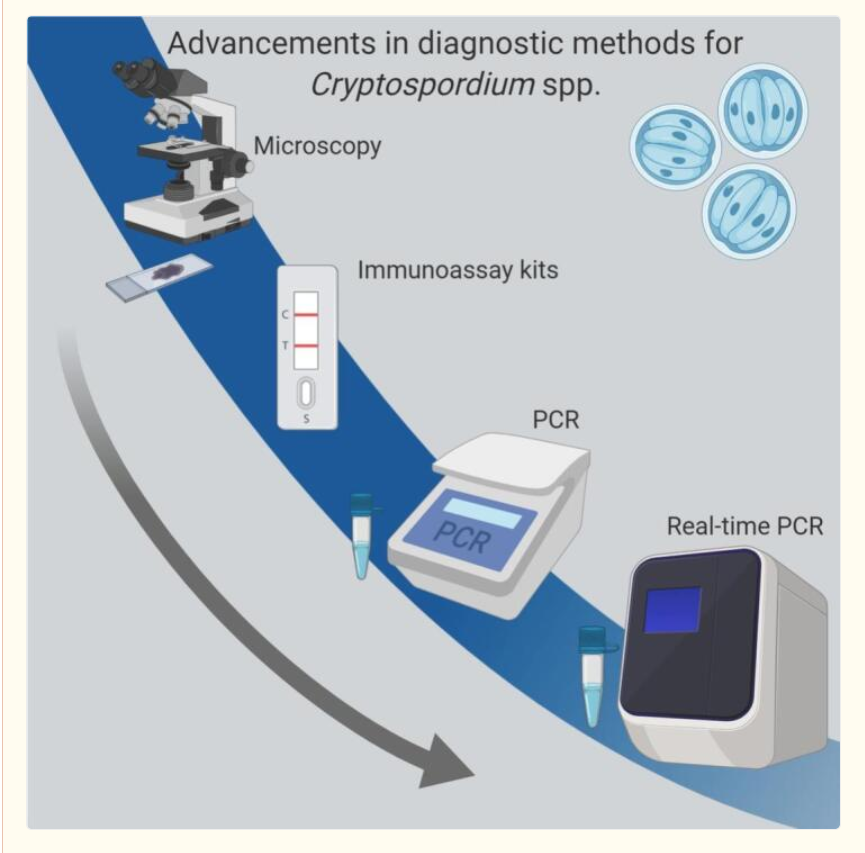 Advancements in diagnostic methods for
Cryptospordium spp.
Microscopy
Immunoassay kits
C
T
S
PCR
PCR
Real-time PCR